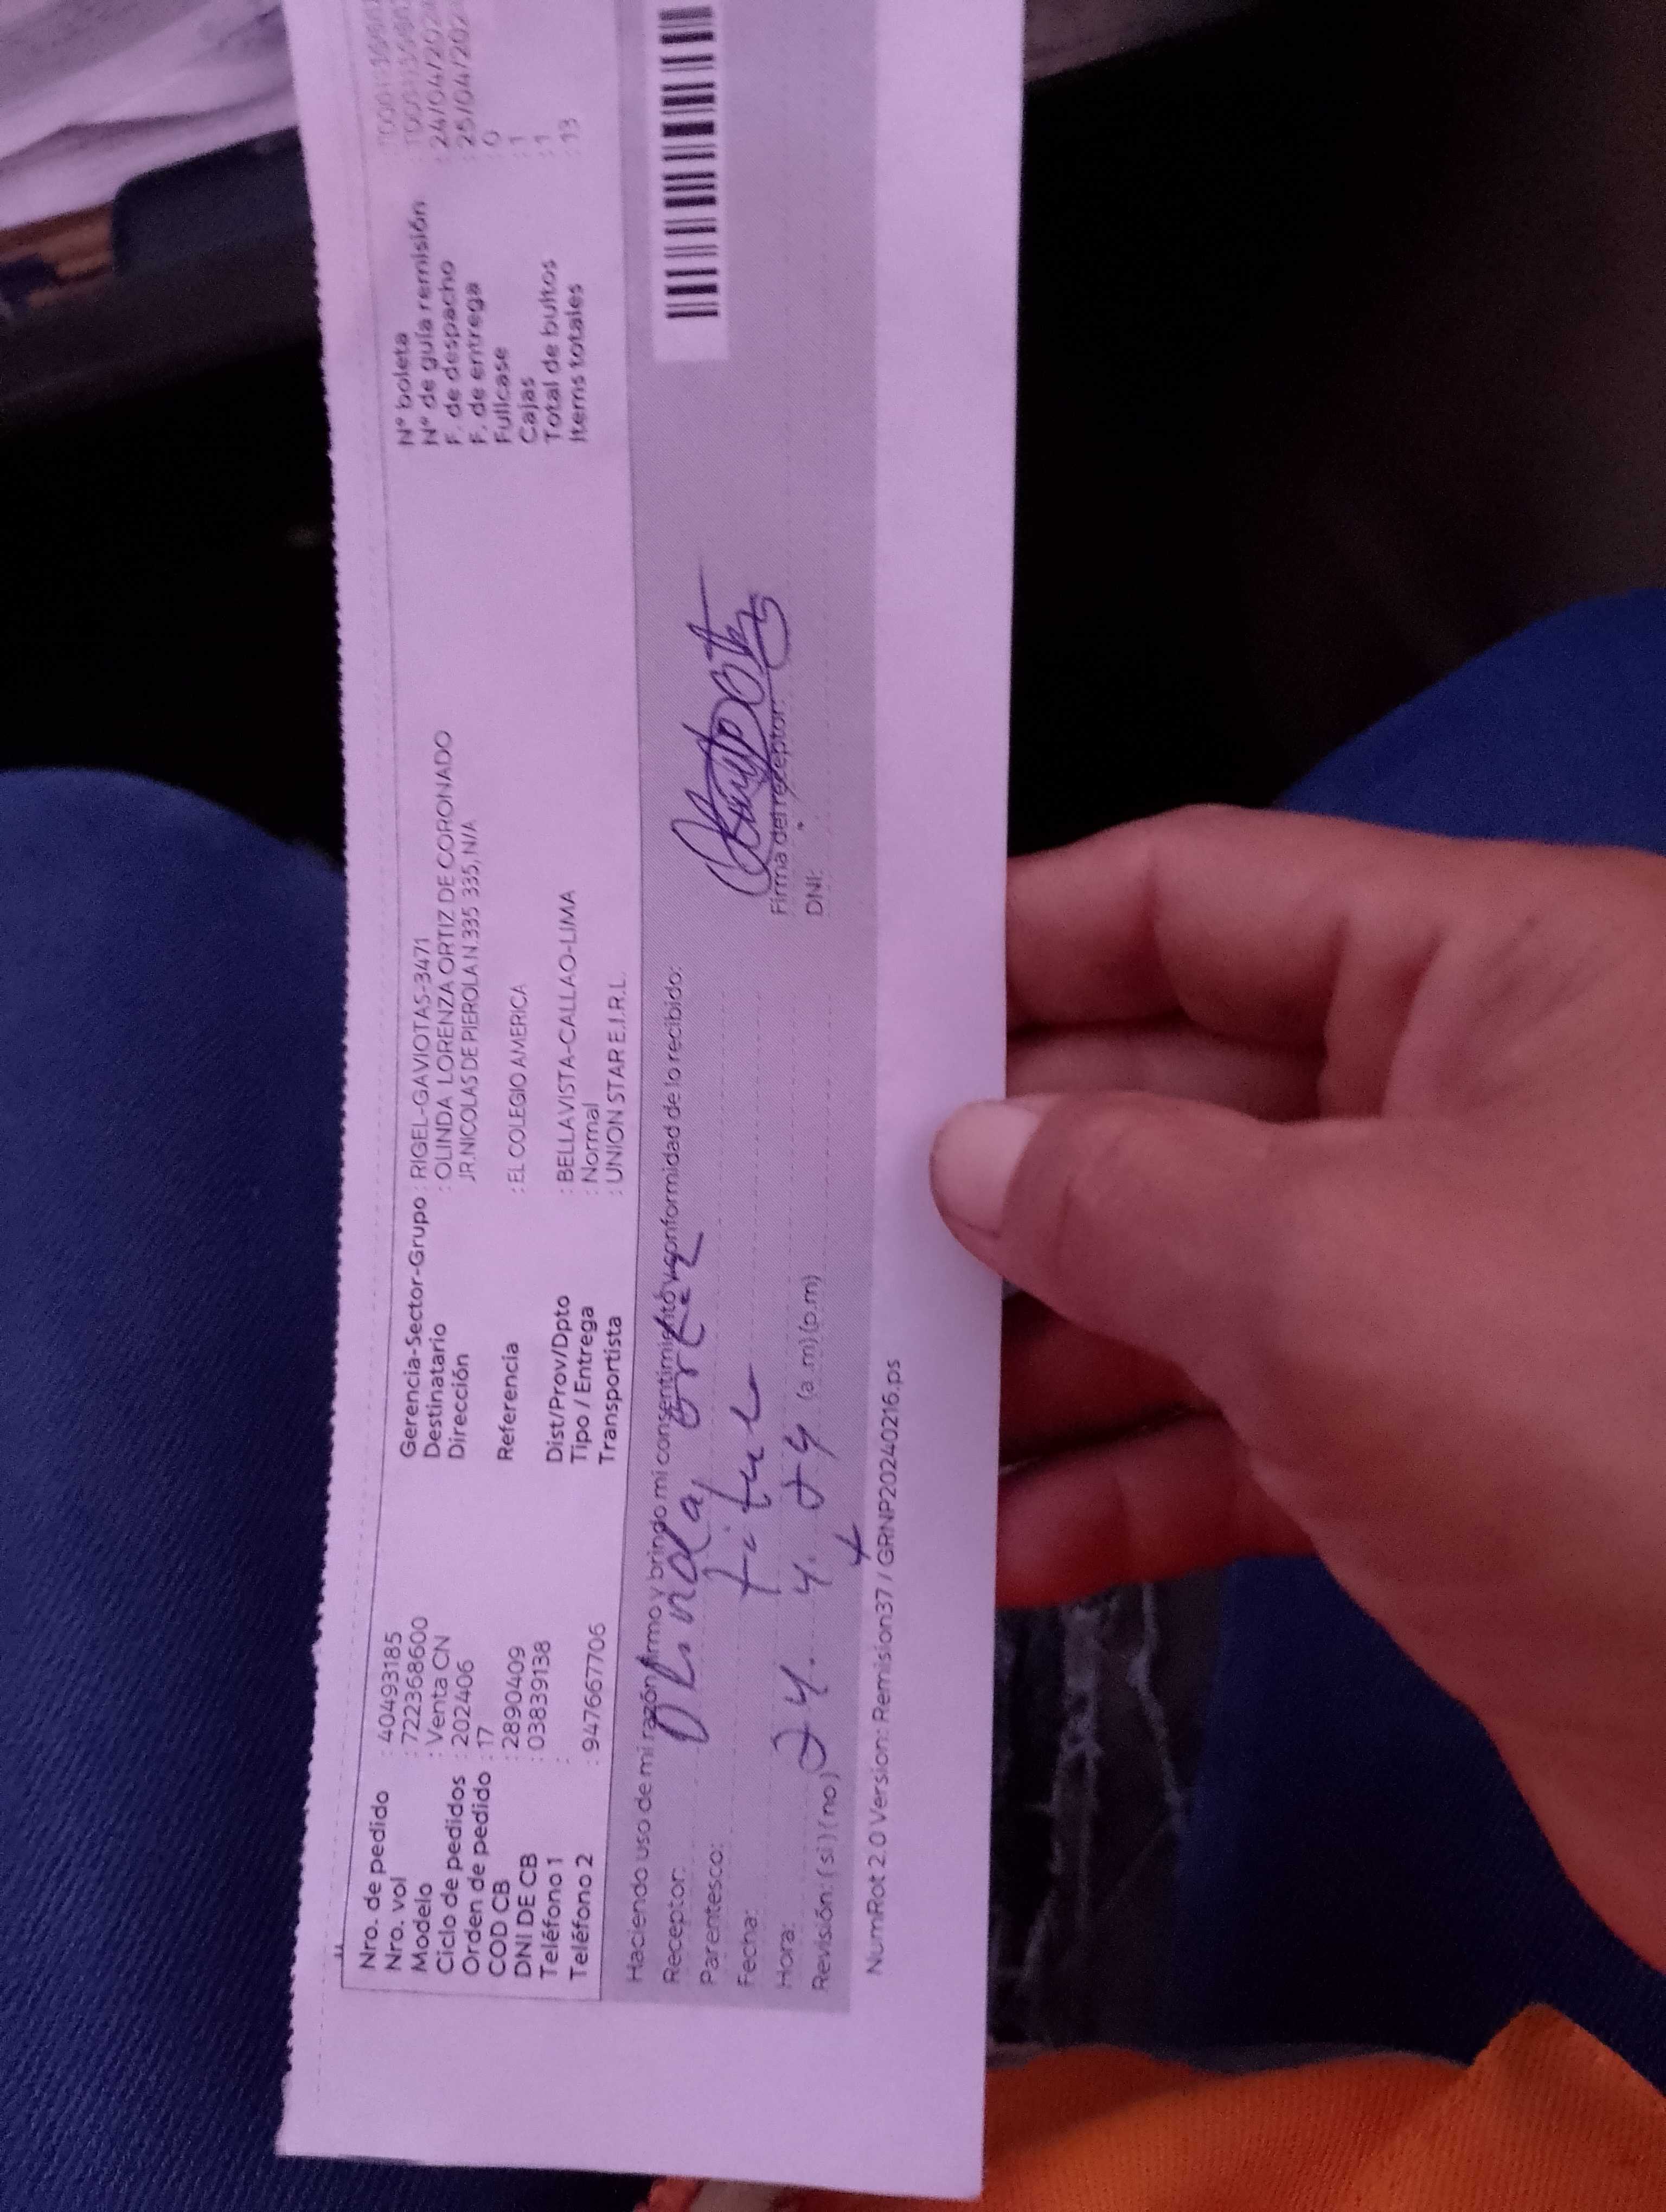 Nro. de pedido : 40493185
Nro. vol : 722368600
Modelo : Venta CN
Ciclo de pedidos : 202406
Orden de pedido : 17
COD CB : 2890409
DNI DE CB : 03839138
Teléfono 1 :
Teléfono 2 : 947667706
Gerencia-Sector-Grupo : RIGEL-GAVIOTAS-3471
Destinatario : OLINDA LORENZA ORTIZ DE CORONADO
Dirección JR.NICOLAS DE PIEROLA N.335 335, N/A
Referencia : EL COLEGIO AMERICA
Dist/Prov/Dpto : BELLAVISTA-CALLAO-LIMA
Tipo / Entrega : Normal
Transportista : UNION STAR E.I.R.L.
N° boleta
N° de guía remisión
F. de despacho : 24/04/202
F. de entrega : 25/04/202
Fullcase : 0
Cajas : 1
Total de bultos : 1
Items totales : 13
Haciendo uso de mi razón firmo y brindo mi consentimiento y conformidad de lo recibido:
Receptor: Olinda Ortiz
Parentesco:
Fecha:
Hora: 24. 4. 24 (a.m) (p.m)
Revisión: (si) (no)
Firma del receptor:
DNI:
NumRot 2.0 Version: Remision37 / GRNP20240216.ps